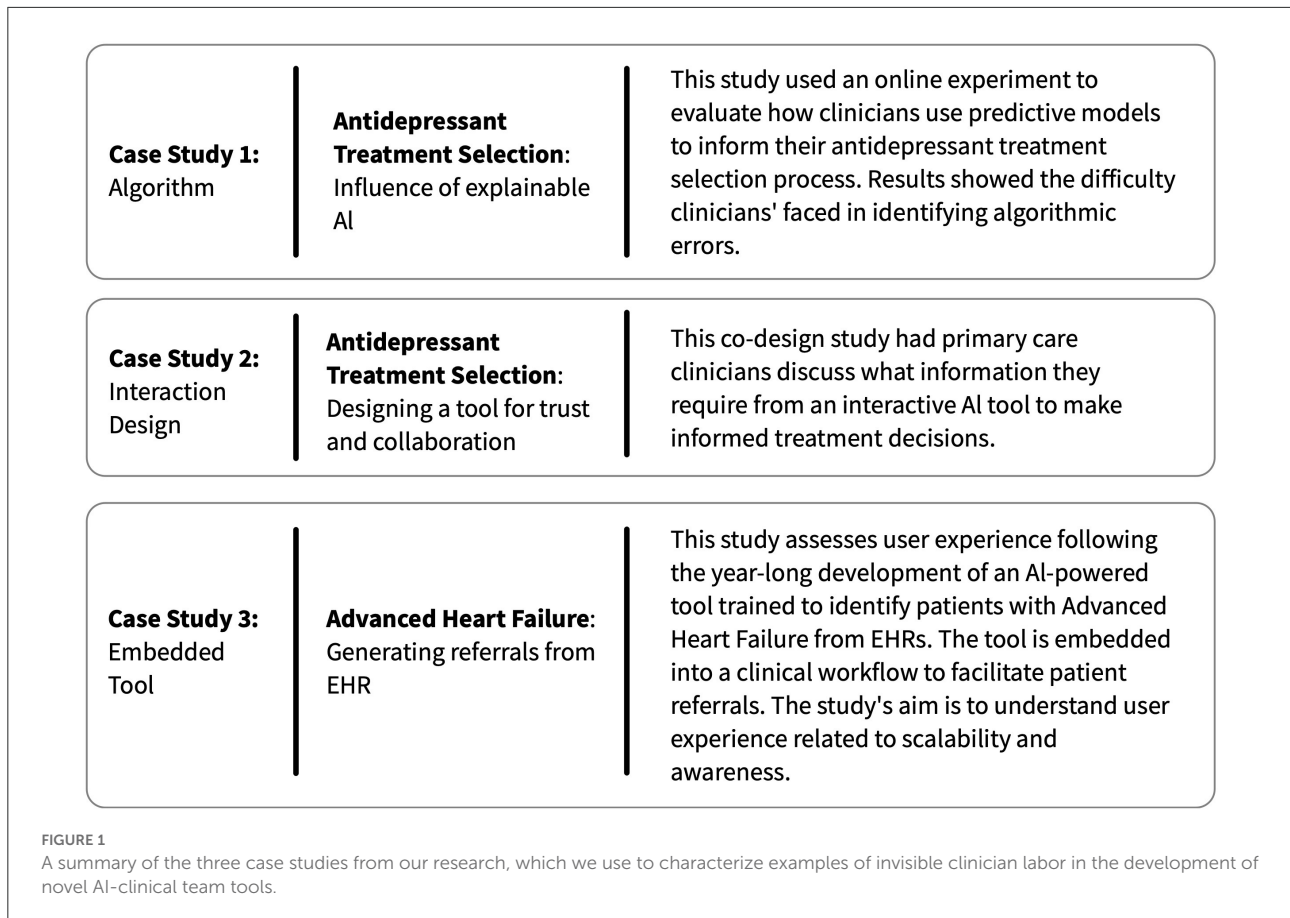 Case Study 1:
Algorithm
Antidepressant
Treatment Selection:
Influence of explainable
AI
This study used an online experiment to
evaluate how clinicians use predictive models
to inform their antidepressant treatment
selection process. Results showed the difficulty
clinicians' faced in identifying algorithmic
errors.
Case Study 2:
Interaction
Design
Antidepressant
Treatment Selection:
Designing a tool for trust
and collaboration
This co-design study had primary care
clinicians discuss what information they
require from an interactive AI tool to make
informed treatment decisions.
Case Study 3:
Embedded
Tool
Advanced Heart Failure:
Generating referrals from
EHR
This study assesses user experience following
the year-long development of an AI-powered
tool trained to identify patients with Advanced
Heart Failure from EHRs. The tool is embedded
into a clinical workflow to facilitate patient
referrals. The study's aim is to understand user
experience related to scalability and
awareness.
FIGURE 1
A summary of the three case studies from our research, which we use to characterize examples of invisible clinician labor in the development of
novel AI-clinical team tools.